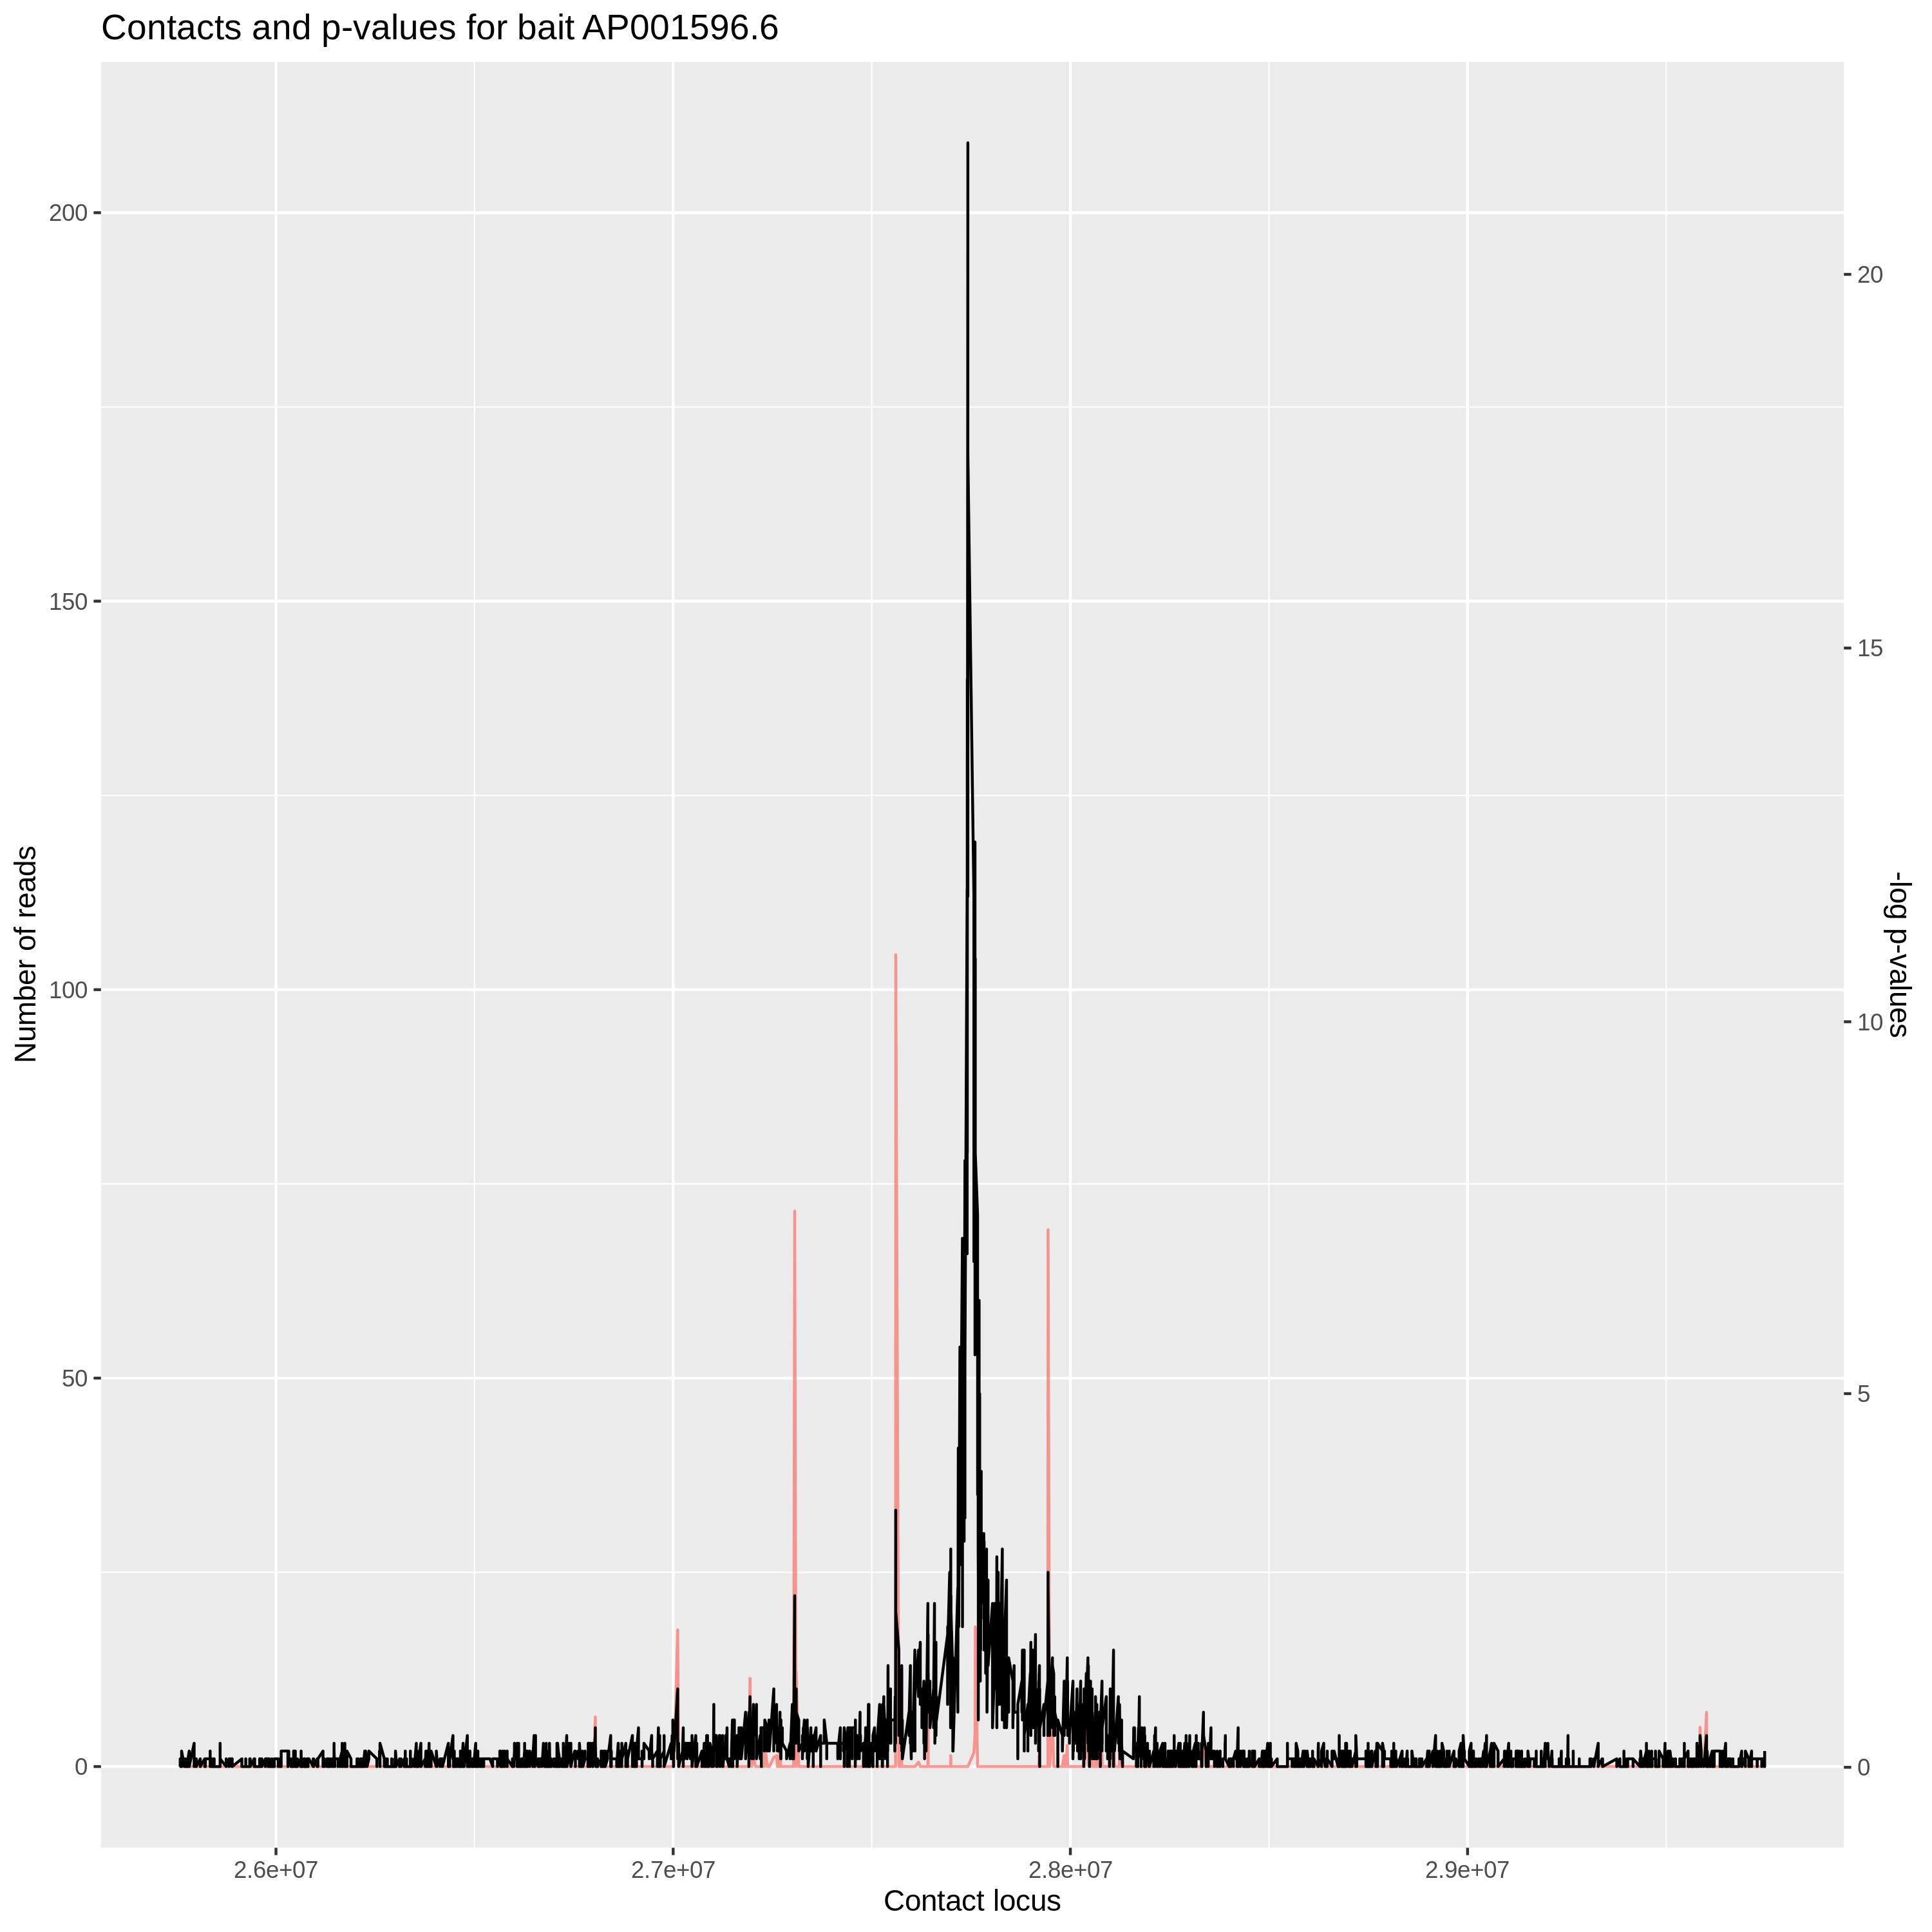 Contacts and p-values for bait AP001596.6
200
150
100
50
0
20
15
10
5
0
Number of reads
-log p-values
2.6e+07
2.7e+07
2.8e+07
2.9e+07
Contact locus